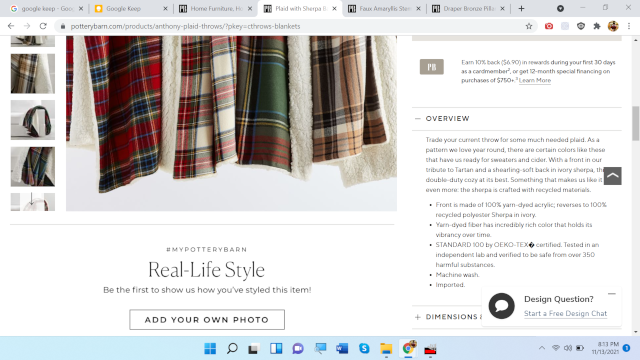 google keep - Goo
Google Keep
Home Furniture, Ho
Plaid with Sherpa B
Faux Amaryllis Stem
Draper Bronze Pilla
potterybarn.com/products/anthony-plaid-throws/?pkey=cthrows-blankets
PB
Earn 10% back ($6.90) in rewards during your first 30 days
as a cardmember², or get 12-month special financing on
purchases of $750+.³ Learn More
OVERVIEW
Trade your current throw for some much needed plaid. As a
pattern we love year round, there are certain colors like these
that have us ready for sweaters and cider. With a front in our
tribute to Tartan and a shearling-soft back in ivory sherpa,
double-duty cozy at its best. Something that makes us like it
even more: the sherpa is crafted with recycled materials.
• Front is made of 100% yarn-dyed acrylic; reverses to 100%
recycled polyester Sherpa in ivory.
• Yarn-dyed fiber has incredibly rich color that holds its
vibrancy over time.
• STANDARD 100 by OEKO-TEX� certified. Tested in an
independent lab and verified to be safe from over 350
harmful substances.
• Machine wash.
• Imported.
DIMENSIONS &
#MYPOTTERYBARN
Real-Life Style
Be the first to show us how you've styled this item!
ADD YOUR OWN PHOTO
Design Question?
Start a Free Design Chat
8:13 PM
11/13/2021